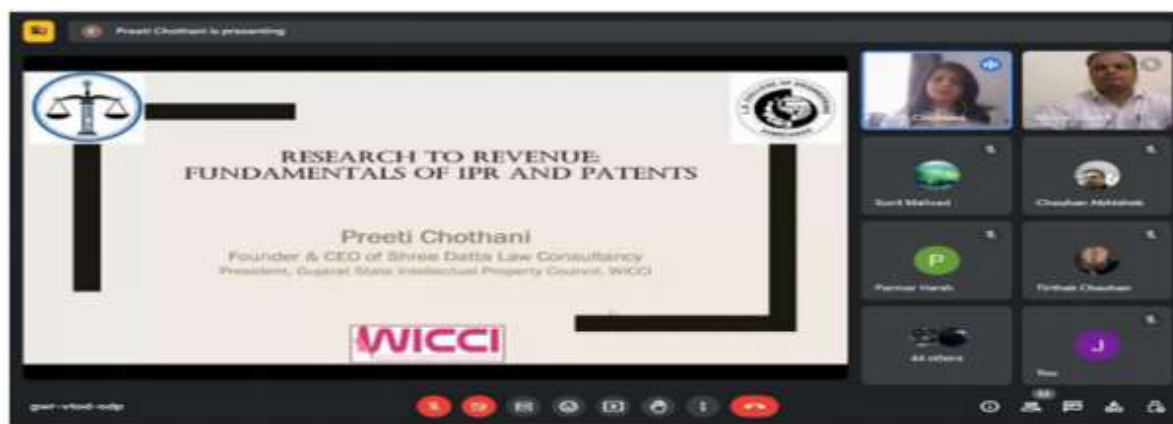 Preeti Chothani is presenting
RESEARCH TO REVENUE:
FUNDAMENTALS OF IPR AND PATENTS
Preeti Chothani
Founder & CEO of Shree Datta Law Consultancy
President, Gujarat State Intellectual Property Council, WICCI
WICCI
Sunil Malivad
Chauhan Abhishek
P
Parmar Harsh
Tirthak Chauhan
44 others
J
You